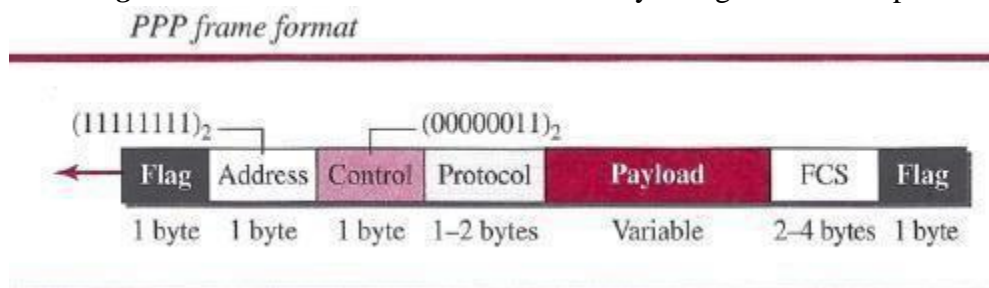 PPP frame format
(11111111)₂ (00000011)₂
Flag Address Control Protocol Payload FCS Flag
1 byte 1 byte 1 byte 1–2 bytes Variable 2–4 bytes 1 byte